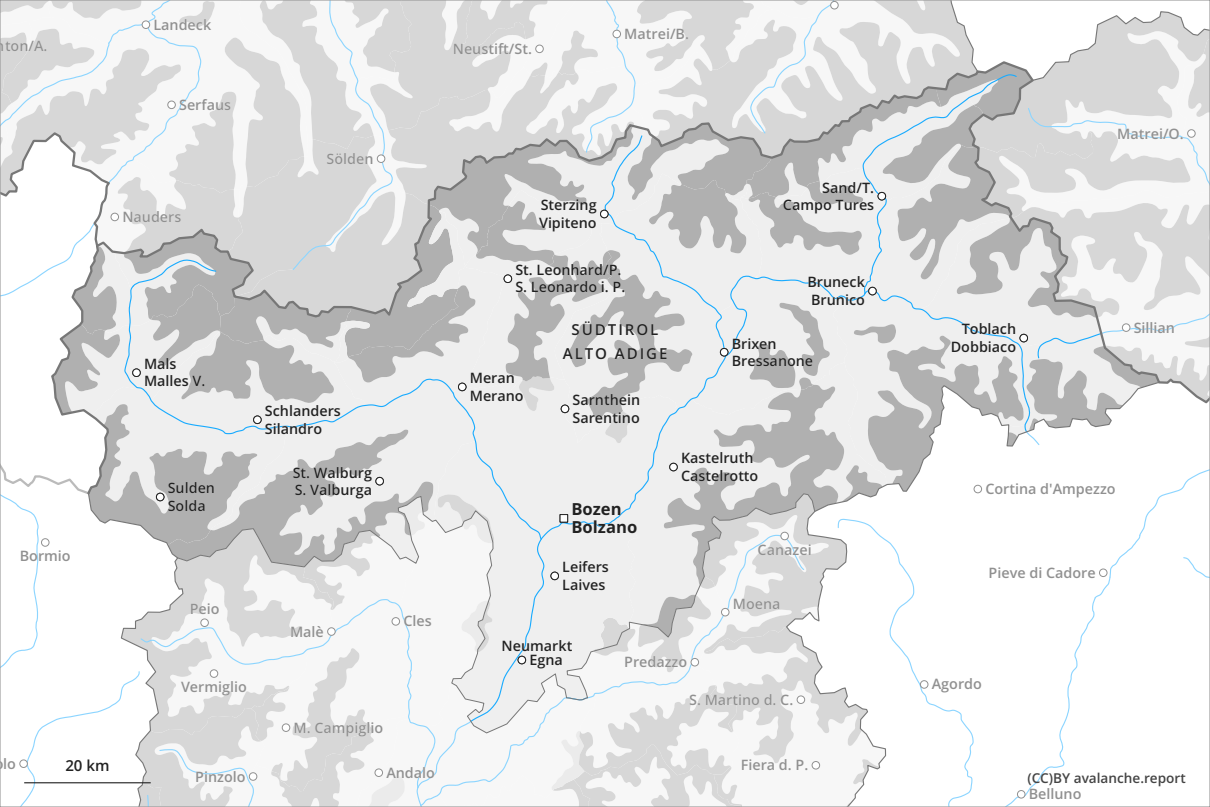 Landeck
Matrei/B.
nton/A.
Neustift/St.
Serfaus
Matrei/O.
Sölden
Sand/T.
Campo Tures
Sterzing
Vipiteno
Nauders
St. Leonhard/P.
S. Leonardo i. P.
Bruneck
Brunico
SÜDTIROL
ALTO ADIGE
Toblach
Dobbiaco
Sillian
Brixen
Bressanone
Mals
Malles V.
Meran
Merano
Sarnthein
Sarentino
Schlanders
Silandro
Kastelruth
Castelrotto
St. Walburg
S. Valburga
Sulden
Solda
Cortina d'Ampezzo
Bozen
Bolzano
Bormio
Canazei
Leifers
Laives
Pieve di Cadore
Peio
Moena
Malè
Cles
Neumarkt
Egna
Predazzo
Vermiglio
Agordo
S. Martino d. C.
M. Campiglio
olo
20 km
Fiera d. P.
Pinzolo
Andalo
(CC)BY avalanche.report
Belluno